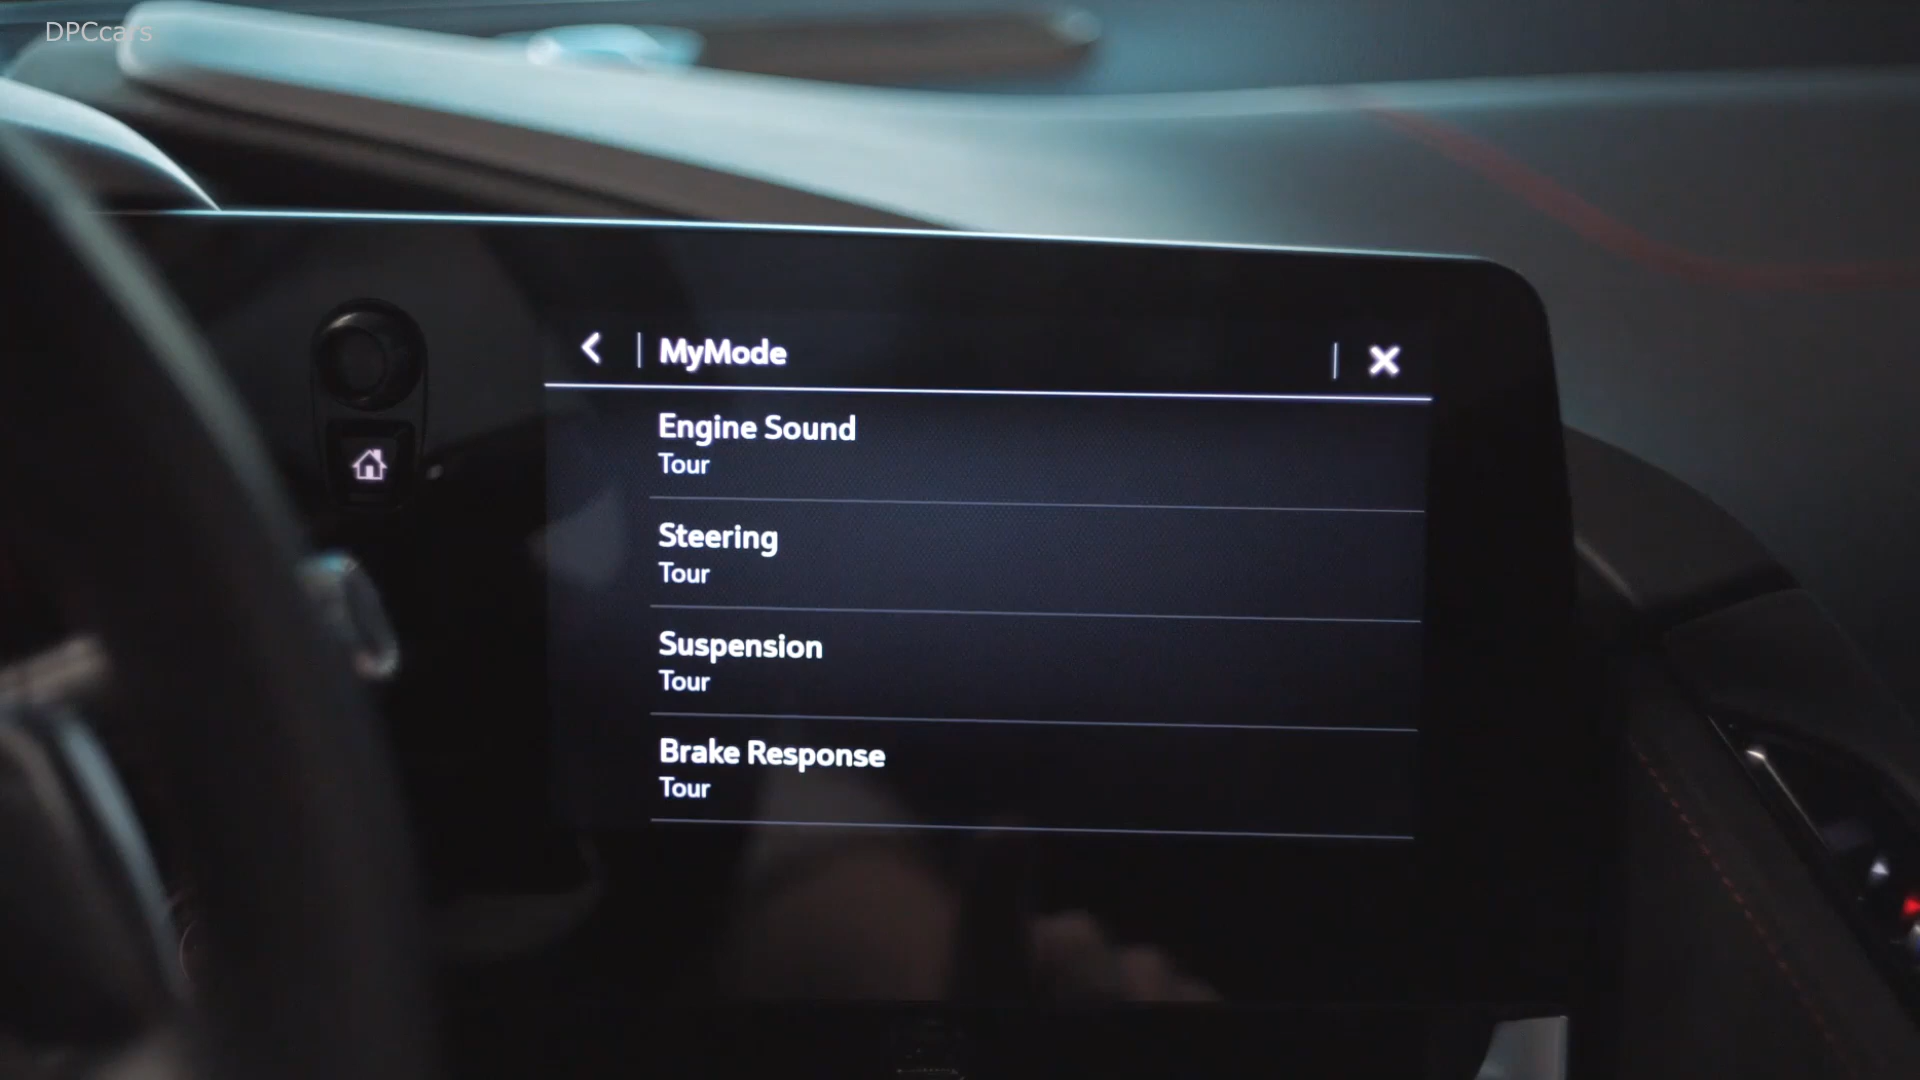 DPCcars
MyMode
Engine Sound
Tour
Steering
Tour
Suspension
Tour
Brake Response
Tour